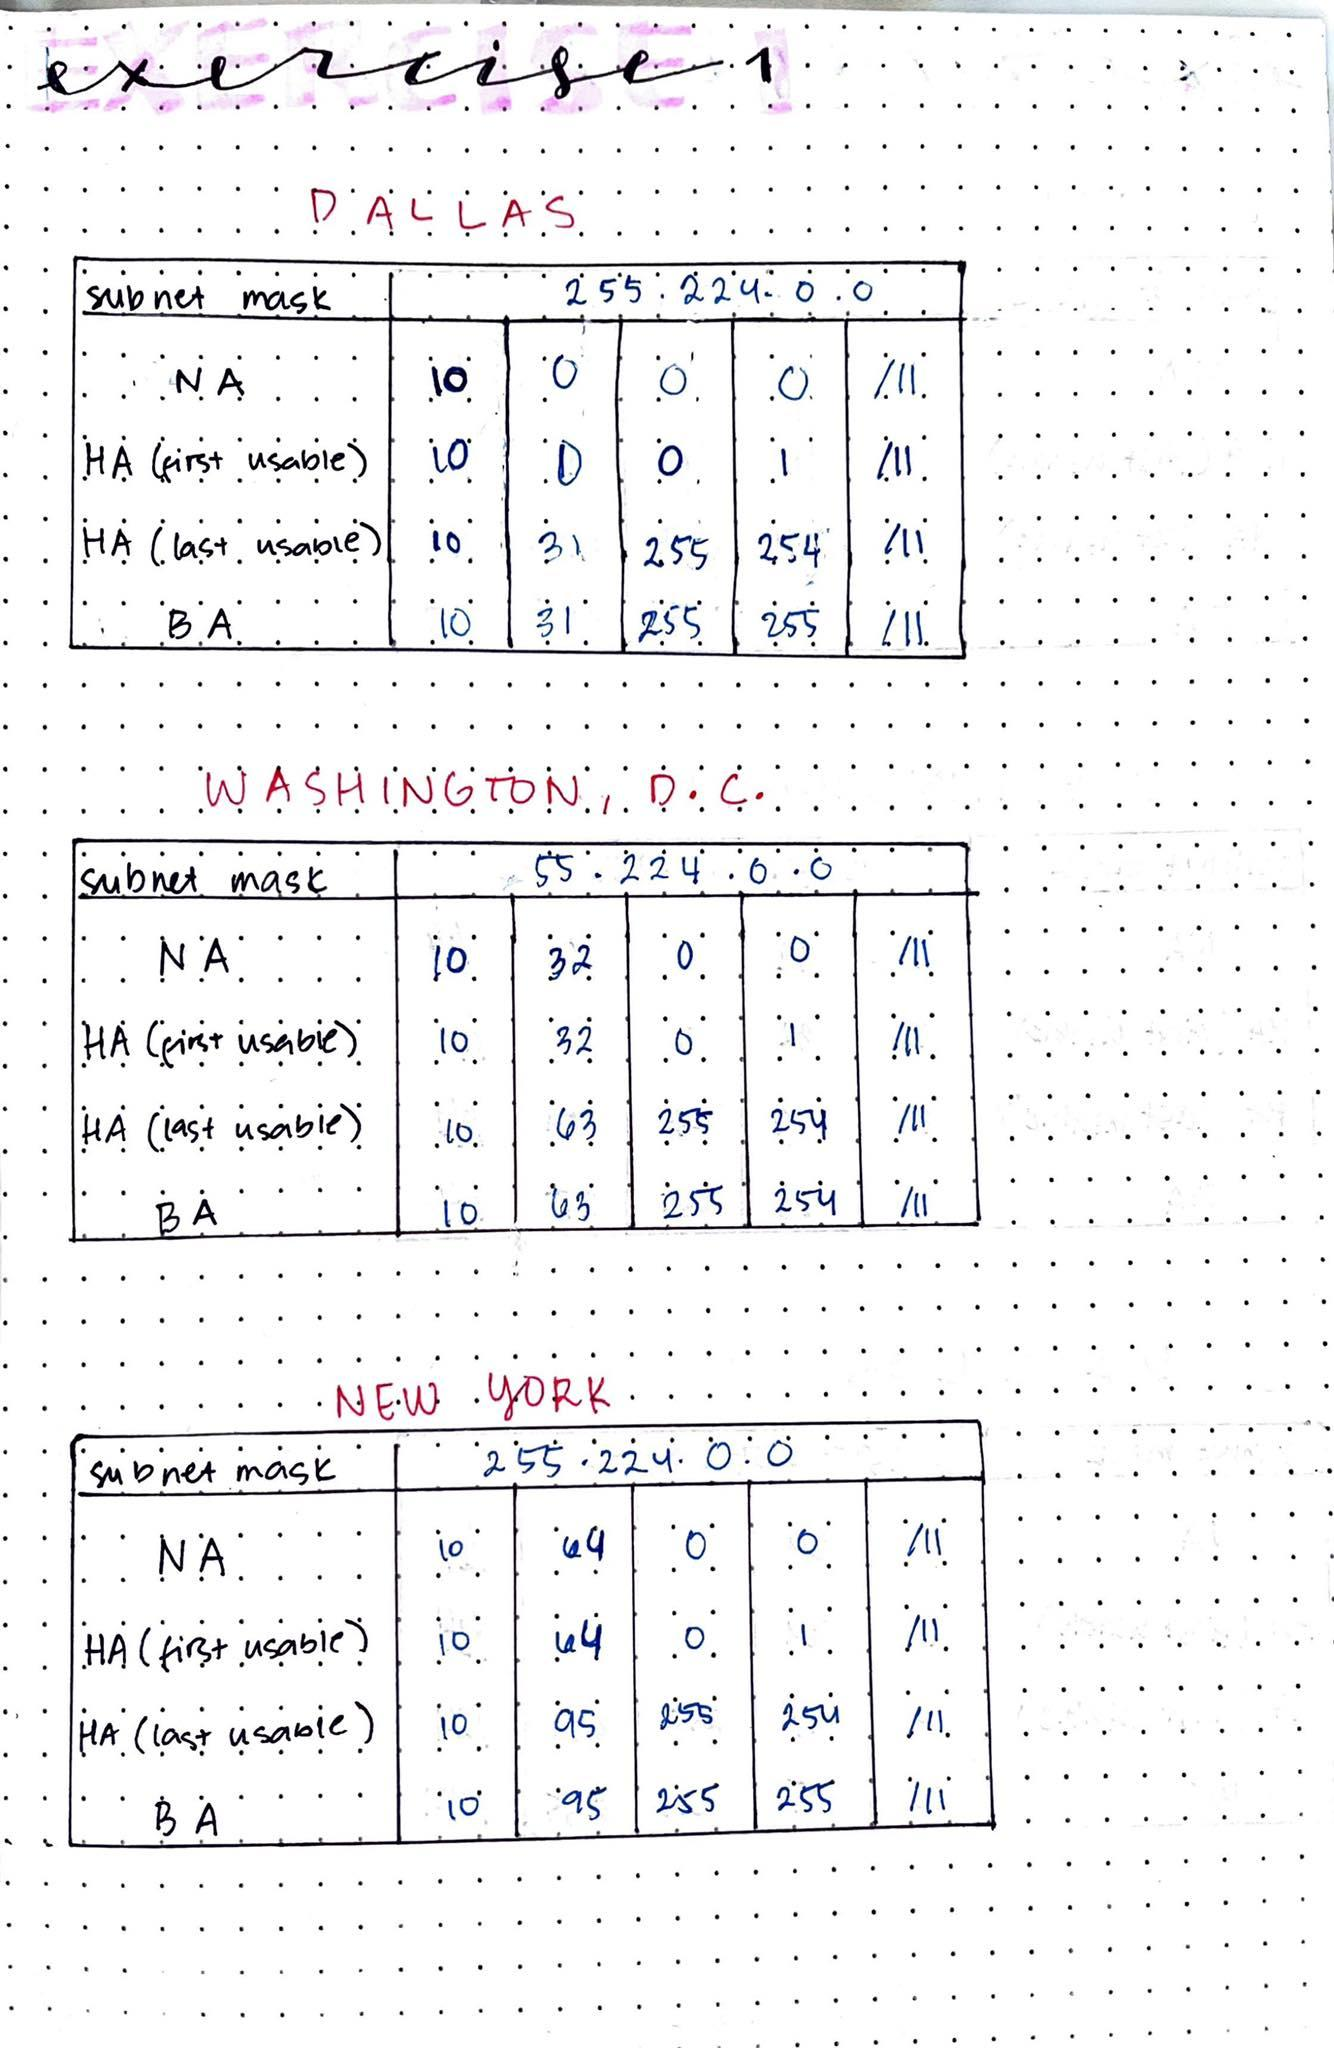 exercise 1
DALLAS
subnet mask 255.224.0.0
NA 10 0 0 0 /11
HA (first usable) 10 0 0 1 /11
HA (last usable) 10 31 255 254 /11
BA 10 31 255 255 /11
WASHINGTON, D.C.
subnet mask 55.224.0.0
NA 10 32 0 0 /11
HA (first usable) 10 32 0 1 /11
HA (last usable) 10 63 255 254 /11
BA 10 63 255 254 /11
NEW YORK
subnet mask 255.224.0.0
NA 10 64 0 0 /11
HA (first usable) 10 64 0 1 /11
HA (last usable) 10 95 255 254 /11
BA 10 95 255 255 /11